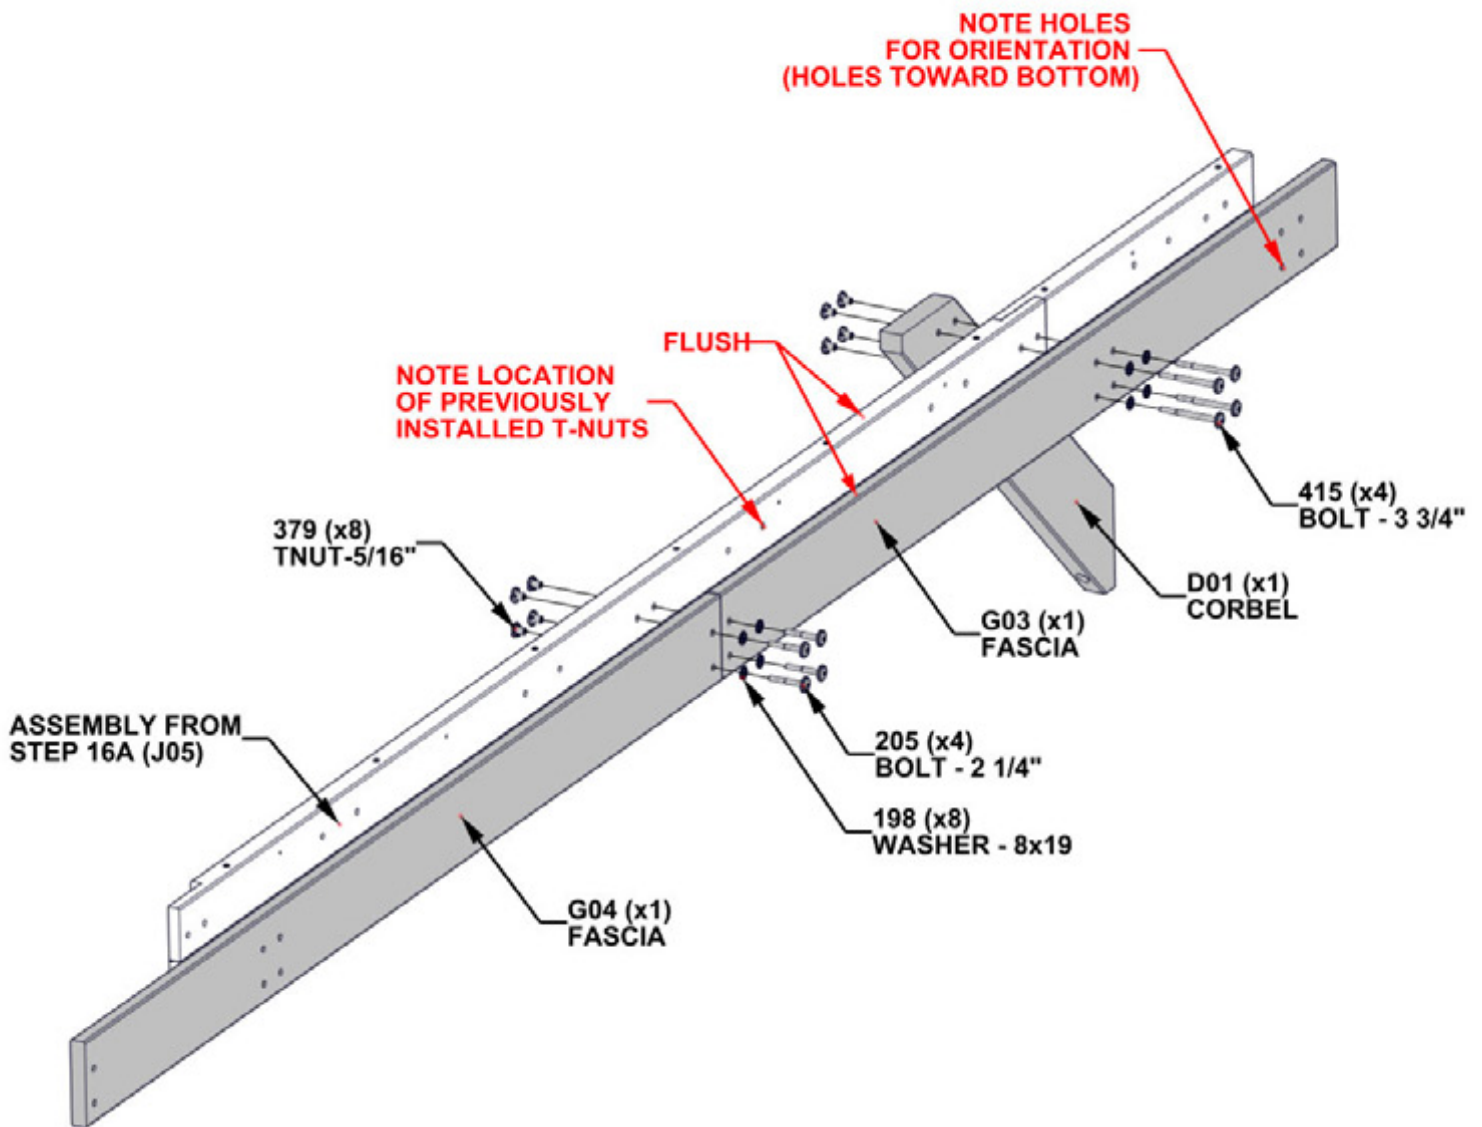 NOTE HOLES
FOR ORIENTATION
(HOLES TOWARD BOTTOM)
FLUSH
NOTE LOCATION
OF PREVIOUSLY
INSTALLED T-NUTS
415 (x4)
BOLT - 3 3/4"
379 (x8)
TNUT-5/16"
D01 (x1)
CORBEL
G03 (x1)
FASCIA
ASSEMBLY FROM
STEP 16A (J05)
205 (x4)
BOLT - 2 1/4"
198 (x8)
WASHER - 8x19
G04 (x1)
FASCIA